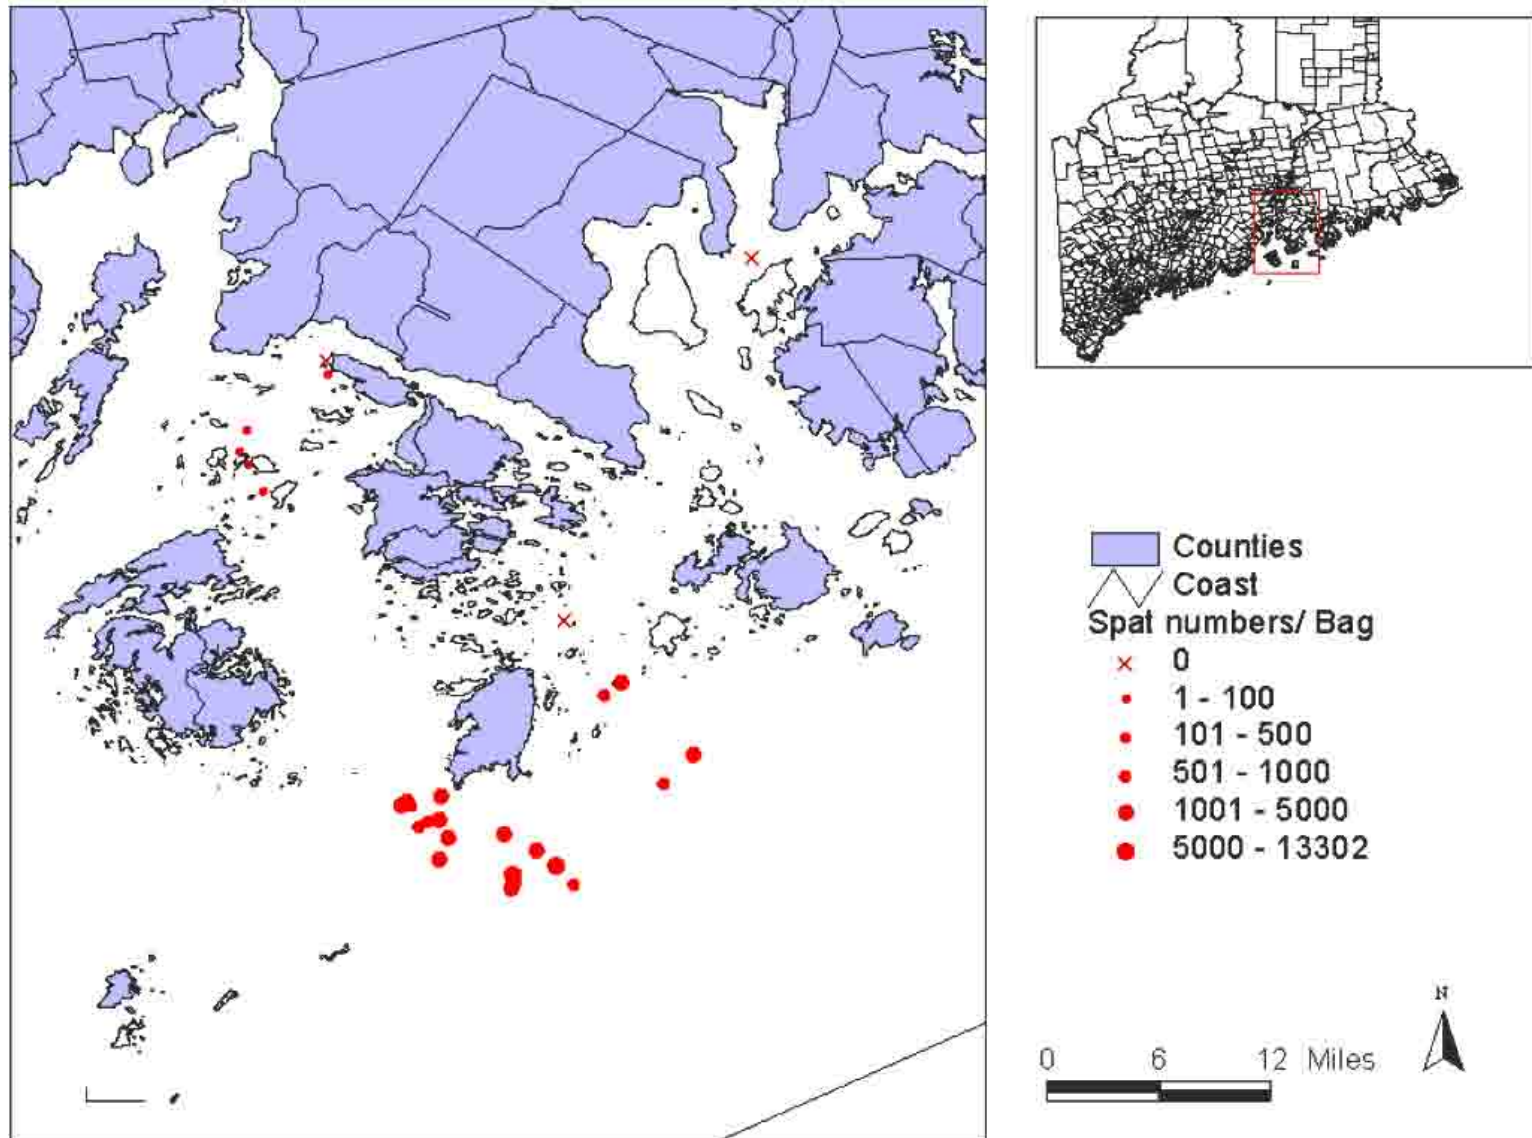 Counties
Coast
Spat numbers/ Bag
0
1 - 100
101 - 500
501 - 1000
1001 - 5000
5000 - 13302
N
0 6 12 Miles